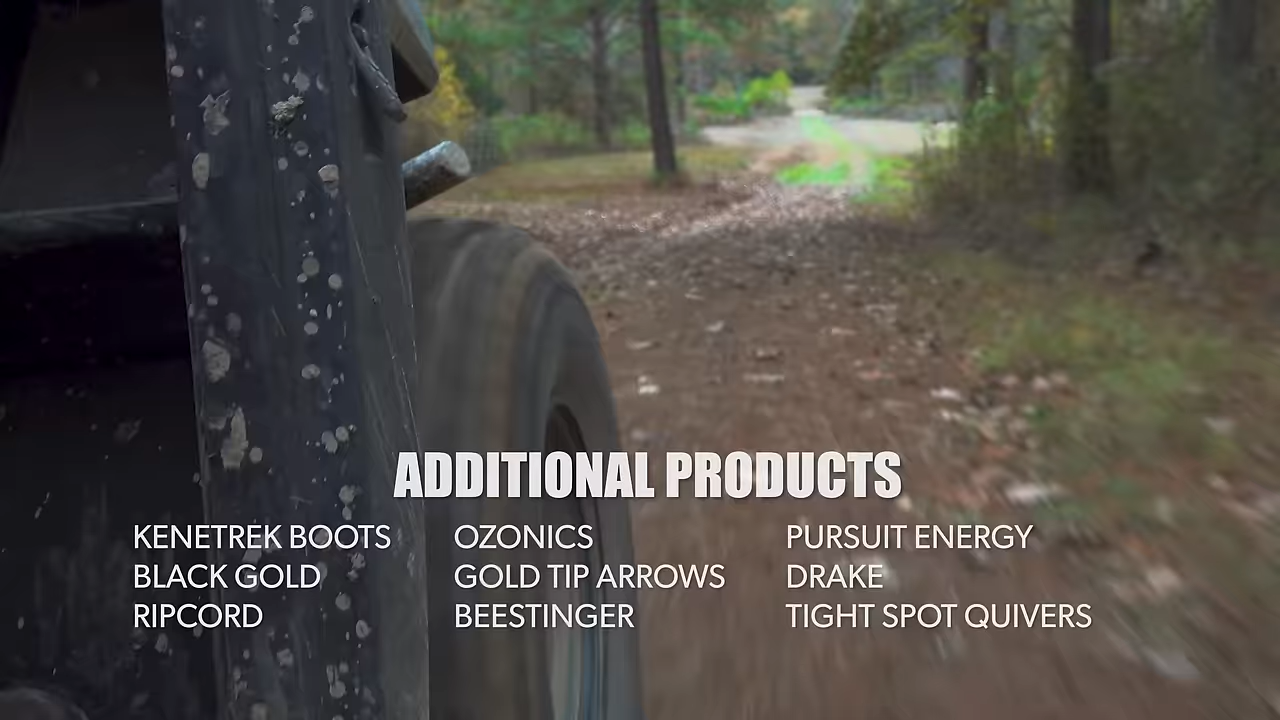 ADDITIONAL PRODUCTS
KENETREK BOOTS
BLACK GOLD
RIPCORD
OZONICS
GOLD TIP ARROWS
BEESTINGER
PURSUIT ENERGY
DRAKE
TIGHT SPOT QUIVERS